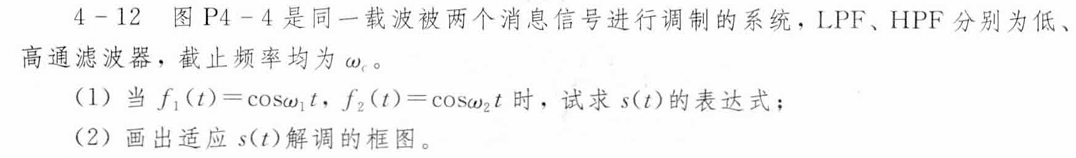 4-12 图 P4-4 是同一载波被两个消息信号进行调制的系统，LPF、HPF 分别为低、
高通滤波器，截止频率均为 ω_c。
(1) 当 f₁(t)=cosω₁t，f₂(t)=cosω₂t 时，试求 s(t)的表达式；
(2) 画出适应 s(t)解调的框图。